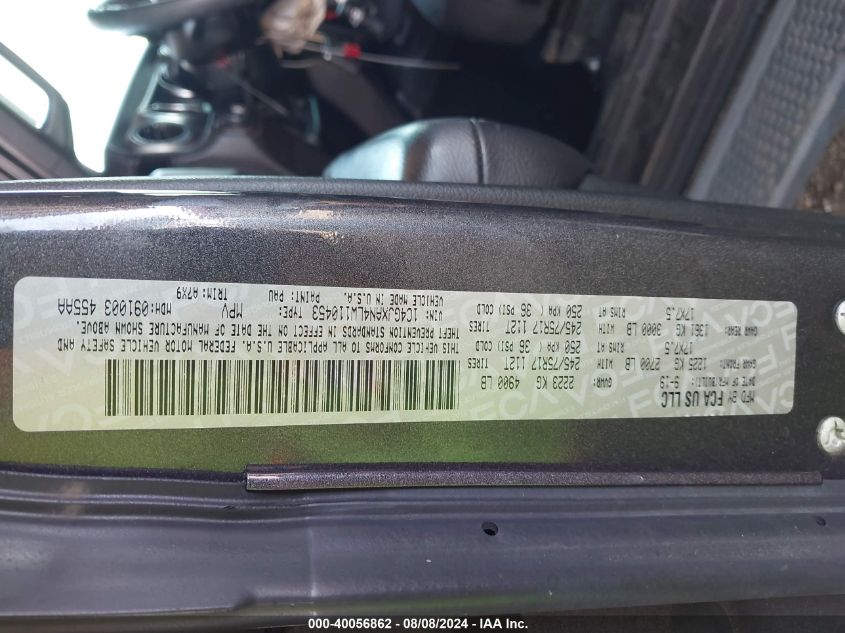 MFD BY FCA US LLC
DATE OF MFR/BUILT: 9-19 GVWR: 2223 KG 4900 LB
GAWR FRONT: 1225 KG 2700 LB WITH 245/75R17 112T TIRES
17X7.5 RIMS AT 250 KPA ( 36 PSI) COLD
GAWR REAR: 1361 KG 3000 LB WITH 245/75R17 112T TIRES
17X7.5 RIMS AT 250 KPA ( 36 PSI) COLD
THIS VEHICLE CONFORMS TO ALL APPLICABLE U.S.A. FEDERAL MOTOR VEHICLE SAFETY AND
THEFT PREVENTION STANDARDS IN EFFECT ON THE DATE OF MANUFACTURE SHOWN ABOVE.
VIN: 1C4GJXAN4LW110453 TYPE: MPV MDH: 091003 455AA
VEHICLE MADE IN U.S.A. PAINT: PAU TRIM: A7X9
000-40056862 - 08/08/2024 - © IAA, Inc. All Rights Reserved.